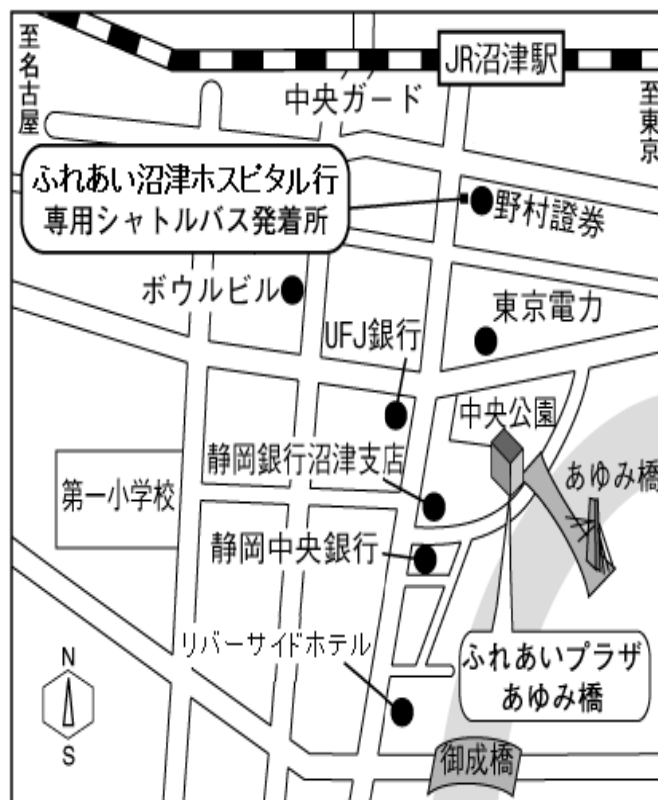 至名古屋
JR沼津駅
至東京
中央ガード
ふれあい沼津ホスピタル行
専用シャトルバス発着所
野村證券
ボウルビル
東京電力
UFJ銀行
中央公園
静岡銀行沼津支店
あゆみ橋
第一小学校
静岡中央銀行
リバーサイドホテル
ふれあいプラザ
あゆみ橋
N
S
御成橋